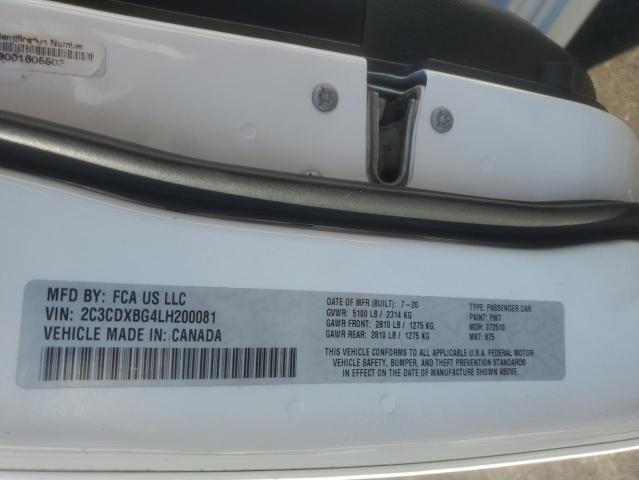 Identification Number
8001605502
MFD BY: FCA US LLC
VIN: 2C3CDXBG4LH200081
VEHICLE MADE IN: CANADA
DATE OF MFR (BUILT): 7-20
GVWR: 5100 LB / 2314 KG
GAWR FRONT: 2810 LB / 1275 KG
GAWR REAR: 2810 LB / 1275 KG
TYPE: PASSENGER CAR
PAINT: PW7
MDH: 072510
MKT: 875
THIS VEHICLE CONFORMS TO ALL APPLICABLE U.S.A. FEDERAL MOTOR
VEHICLE SAFETY, BUMPER, AND THEFT PREVENTION STANDARDS
IN EFFECT ON THE DATE OF MANUFACTURE SHOWN ABOVE.